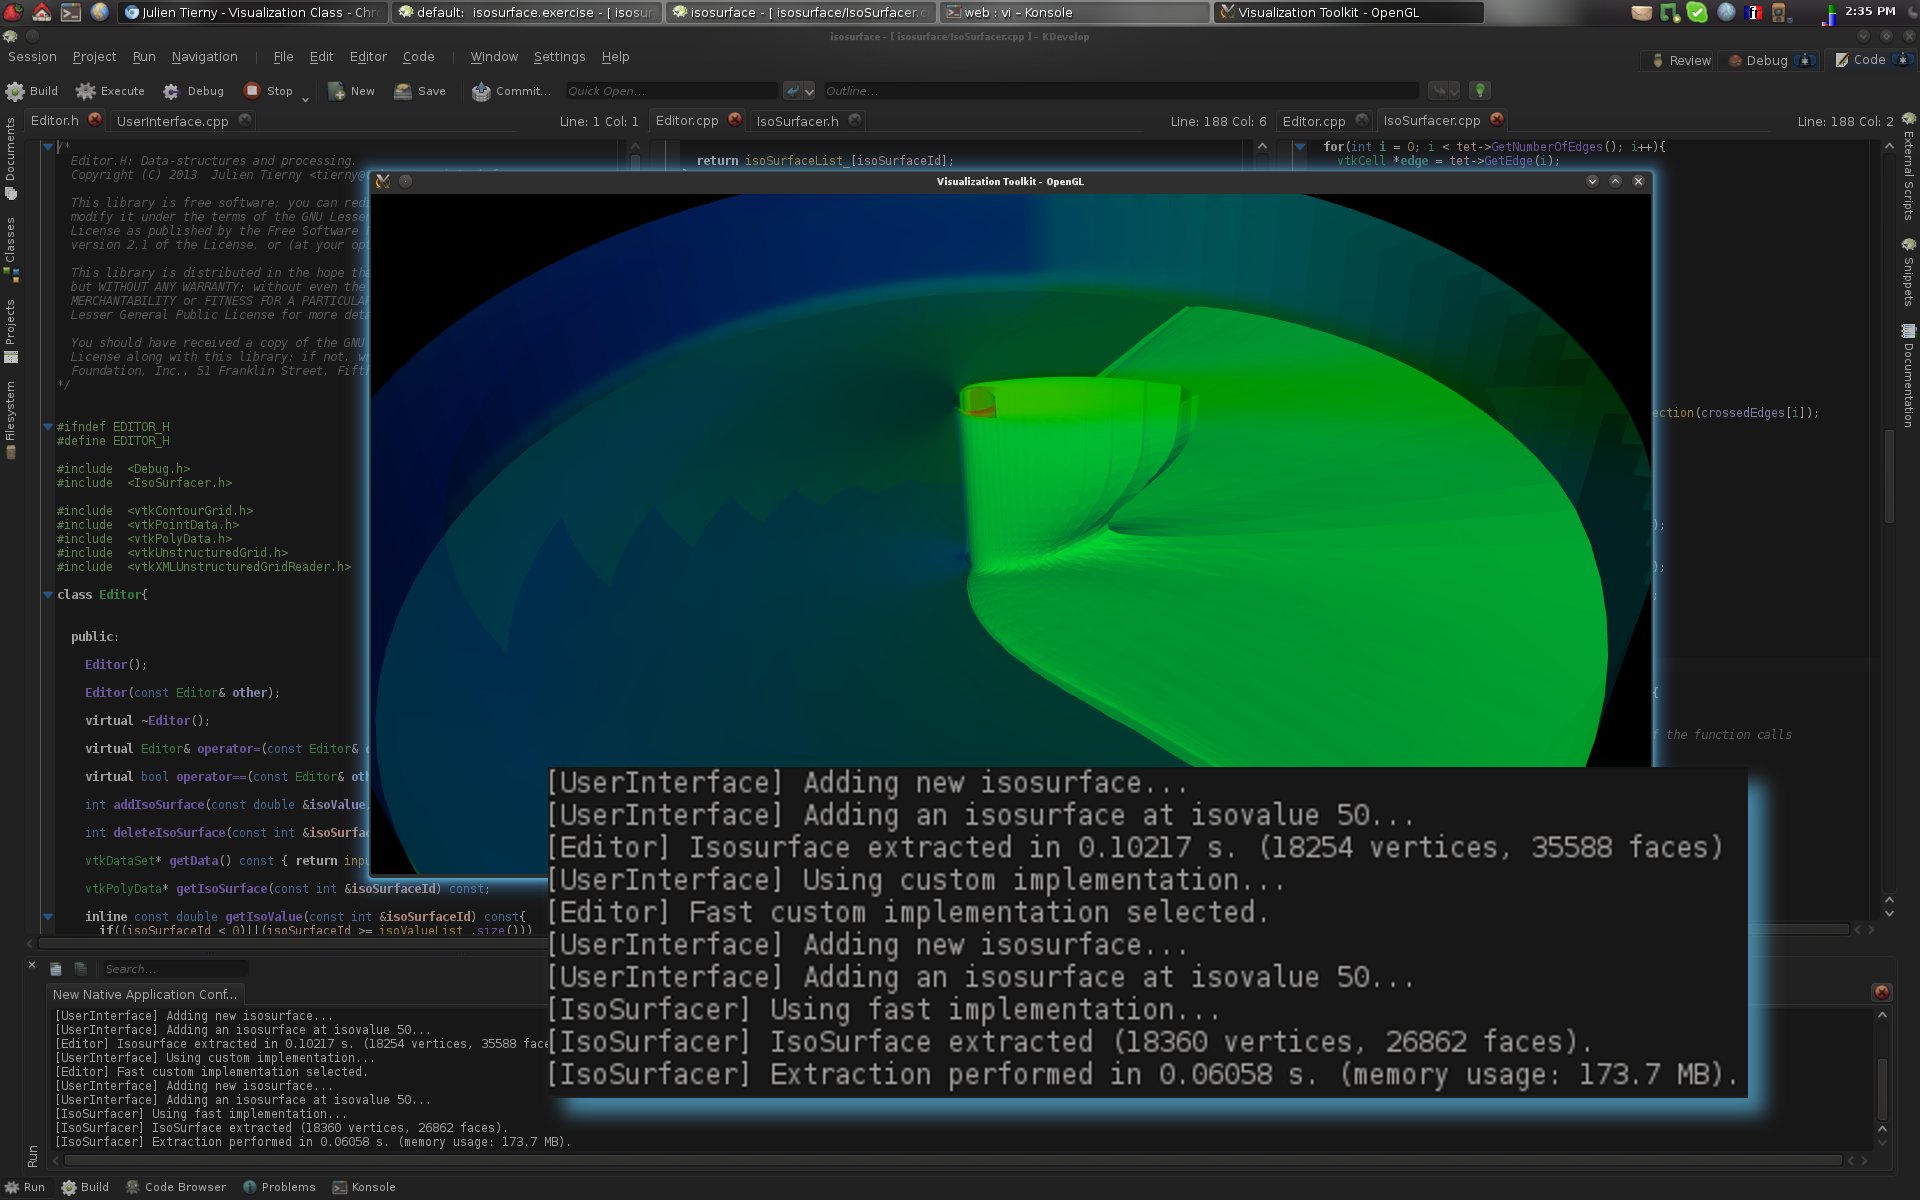 Julien Tierny - Visualization Class - Chro
default: isosurface.exercise - [ isosurf
isosurface - [ isosurface/IsoSurfacer.c
web : vi – Konsole
Visualization Toolkit - OpenGL
2:35 PM
isosurface - [ isosurface/IsoSurfacer.cpp ] - KDevelop
Session Project Run Navigation File Edit Editor Code Window Settings Help
Review Debug Code
Build Execute Debug Stop New Save Commit... Quick Open... Outline...
Editor.h UserInterface.cpp Line: 1 Col: 1 Editor.cpp IsoSurfacer.h Line: 188 Col: 6 Editor.cpp IsoSurfacer.cpp Line: 188 Col: 2
Documents
Classes
Projects
Filesystem
External Scripts
Snippets
Documentation
/*
Editor.H: Data-structures and processing.
Copyright (C) 2013 Julien Tierny <tierny@
This library is free software; you can red
modify it under the terms of the GNU Lesser
License as published by the Free Software
version 2.1 of the License, or (at your op
This library is distributed in the hope tha
but WITHOUT ANY WARRANTY; without even the
MERCHANTABILITY or FITNESS FOR A PARTICULAR
Lesser General Public License for more deta
You should have received a copy of the GNU
License along with this library; if not, w
Foundation, Inc., 51 Franklin Street, Fift
*/
#ifndef EDITOR_H
#define EDITOR_H
#include <Debug.h>
#include <IsoSurfacer.h>
#include <vtkContourGrid.h>
#include <vtkPointData.h>
#include <vtkPolyData.h>
#include <vtkUnstructuredGrid.h>
#include <vtkXMLUnstructuredGridReader.h>
class Editor{
public:
Editor();
Editor(const Editor& other);
virtual ~Editor();
virtual Editor& operator=(const Editor&
virtual bool operator==(const Editor& oth
int addIsoSurface(const double &isoValue,
int deleteIsoSurface(const int &isoSurfac
vtkDataSet* getData() const { return inpu
vtkPolyData* getIsoSurface(const int &isoSurfaceId) const;
inline const double getIsoValue(const int &isoSurfaceId) const{
if((isoSurfaceId < 0)||(isoSurfaceId >= isoValueList_.size()))
return isoSurfaceList_[isoSurfaceId];
for(int i = 0; i < tet->GetNumberOfEdges(); i++){
vtkCell *edge = tet->GetEdge(i);
ection(crossedEdges[i]);
);
);
;
{
f the function calls
Visualization Toolkit - OpenGL
[UserInterface] Adding new isosurface...
[UserInterface] Adding an isosurface at isovalue 50...
[Editor] Isosurface extracted in 0.10217 s. (18254 vertices, 35588 faces)
[UserInterface] Using custom implementation...
[Editor] Fast custom implementation selected.
[UserInterface] Adding new isosurface...
[UserInterface] Adding an isosurface at isovalue 50...
[IsoSurfacer] Using fast implementation...
[IsoSurfacer] IsoSurface extracted (18360 vertices, 26862 faces).
[IsoSurfacer] Extraction performed in 0.06058 s. (memory usage: 173.7 MB).
Search...
New Native Application Conf...
[UserInterface] Adding new isosurface...
[UserInterface] Adding an isosurface at isovalue 50...
[Editor] Isosurface extracted in 0.10217 s. (18254 vertices, 35588 face
[UserInterface] Using custom implementation...
[Editor] Fast custom implementation selected.
[UserInterface] Adding new isosurface...
[UserInterface] Adding an isosurface at isovalue 50...
[IsoSurfacer] Using fast implementation...
[IsoSurfacer] IsoSurface extracted (18360 vertices, 26862 faces).
[IsoSurfacer] Extraction performed in 0.06058 s. (memory usage: 173.7 MB).
Run
Run Build Code Browser Problems Konsole